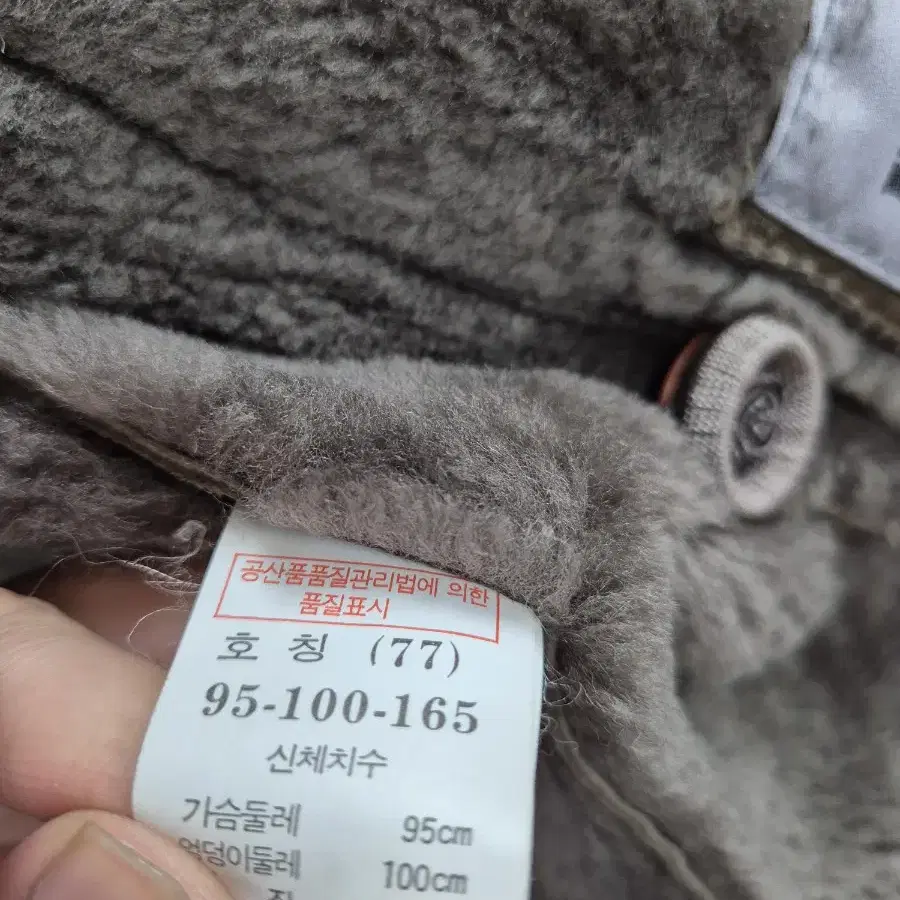 공산품품질관리법에 의한
품질표시
호 칭 (77)
95-100-165
신체치수
가슴둘레 95cm
엉덩이둘레 100cm